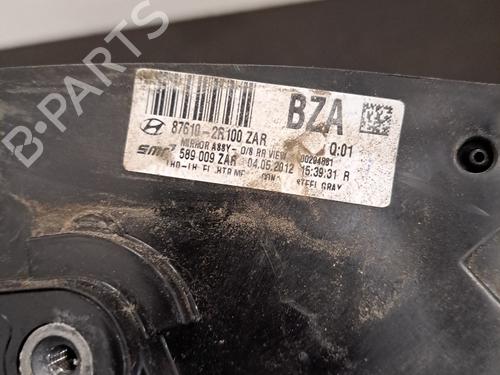 BZA
87610-2R100 ZAR
Q:01
MIRROR ASSY- O/S RR VIEW
SMR
589 009 ZAR 04.05.2012 15:39:31 R
STEEL GRAY
B-PARTS